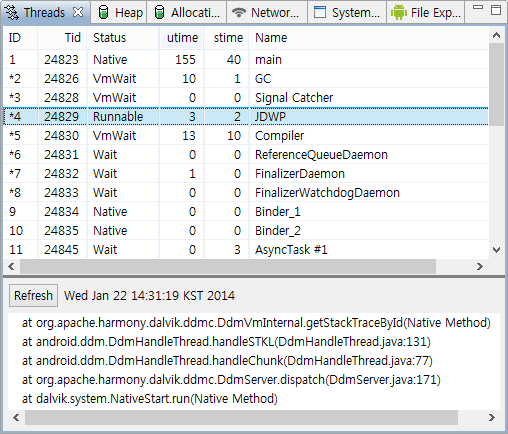 Threads Heap Allocati... Networ... System... File Exp...
ID Tid Status utime stime Name
1 24823 Native 155 40 main
*2 24826 VmWait 10 1 GC
*3 24828 VmWait 0 0 Signal Catcher
*4 24829 Runnable 3 2 JDWP
*5 24830 VmWait 13 10 Compiler
*6 24831 Wait 0 0 ReferenceQueueDaemon
*7 24832 Wait 1 0 FinalizerDaemon
*8 24833 Wait 0 0 FinalizerWatchdogDaemon
9 24834 Native 0 0 Binder_1
10 24835 Native 0 0 Binder_2
11 24845 Wait 0 3 AsyncTask #1
Refresh Wed Jan 22 14:31:19 KST 2014
at org.apache.harmony.dalvik.ddmc.DdmVmInternal.getStackTraceById(Native Method)
at android.ddm.DdmHandleThread.handleSTKL(DdmHandleThread.java:131)
at android.ddm.DdmHandleThread.handleChunk(DdmHandleThread.java:77)
at org.apache.harmony.dalvik.ddmc.DdmServer.dispatch(DdmServer.java:171)
at dalvik.system.NativeStart.run(Native Method)